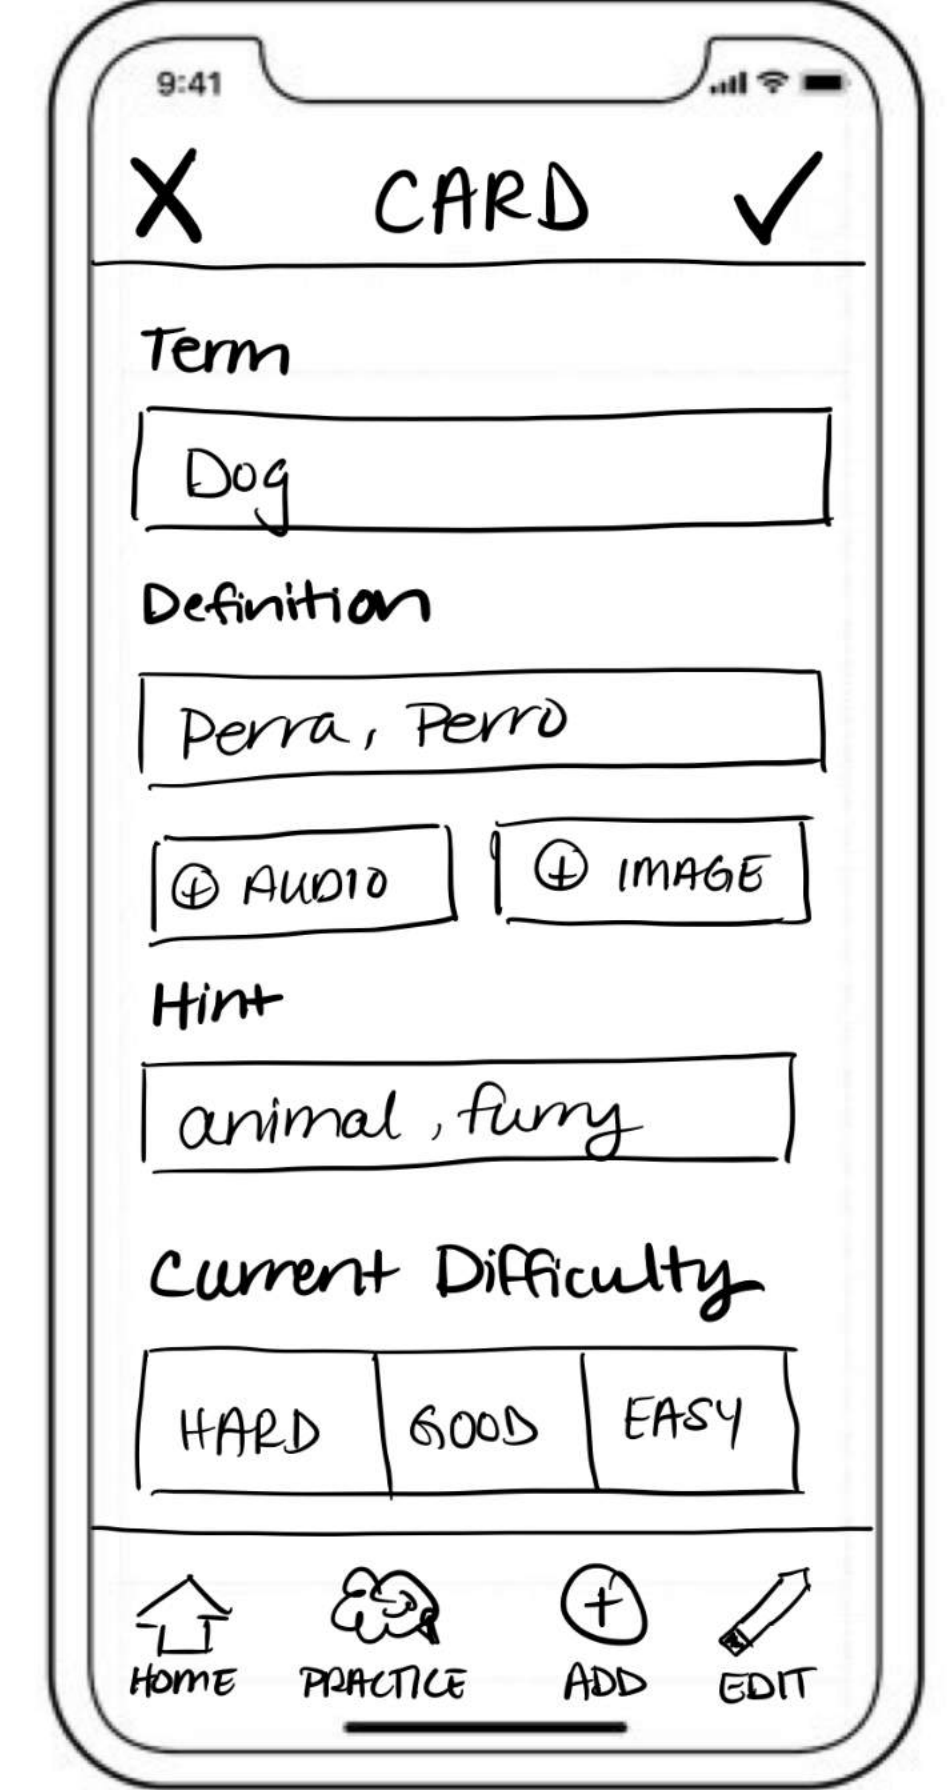 9:41
X CARD ✓
Term
Dog
Definition
Perra, Perro
+ AUDIO + IMAGE
Hint
animal, furry
Current Difficulty
HARD GOOD EASY
HOME PRACTICE ADD EDIT